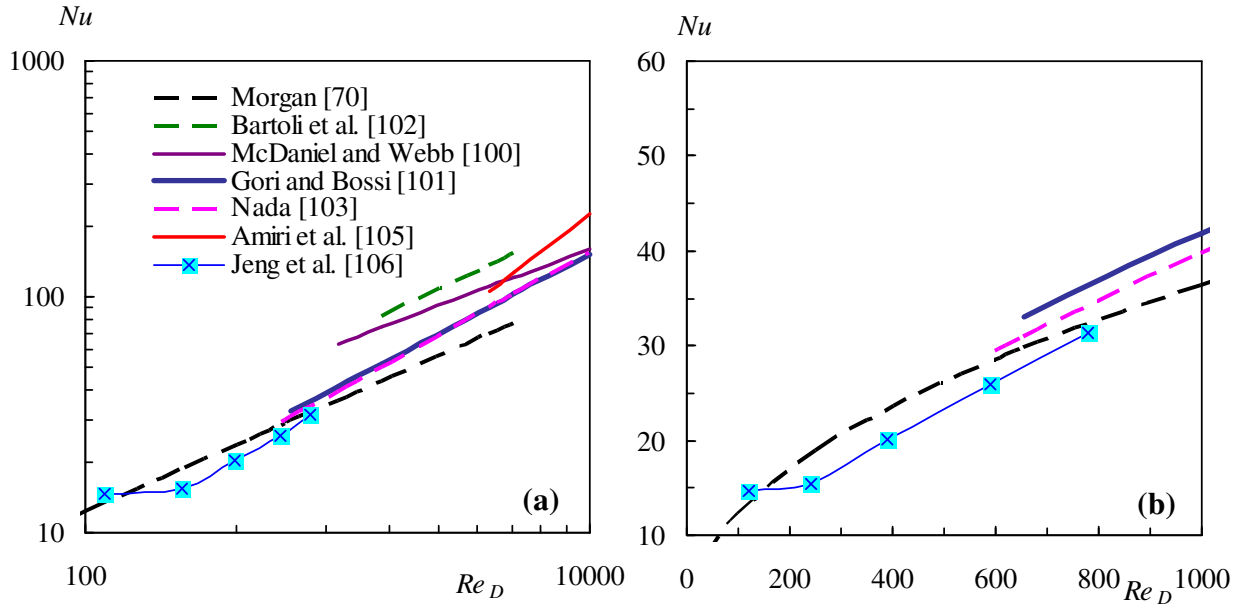 Nu
1000
Morgan [70]
Bartoli et al. [102]
McDaniel and Webb [100]
Gori and Bossi [101]
Nada [103]
Amiri et al. [105]
Jeng et al. [106]
100
10
(a)
100
Re D
10000
Nu
60
50
40
30
20
10
(b)
0
200
400
600
800
Re D
1000